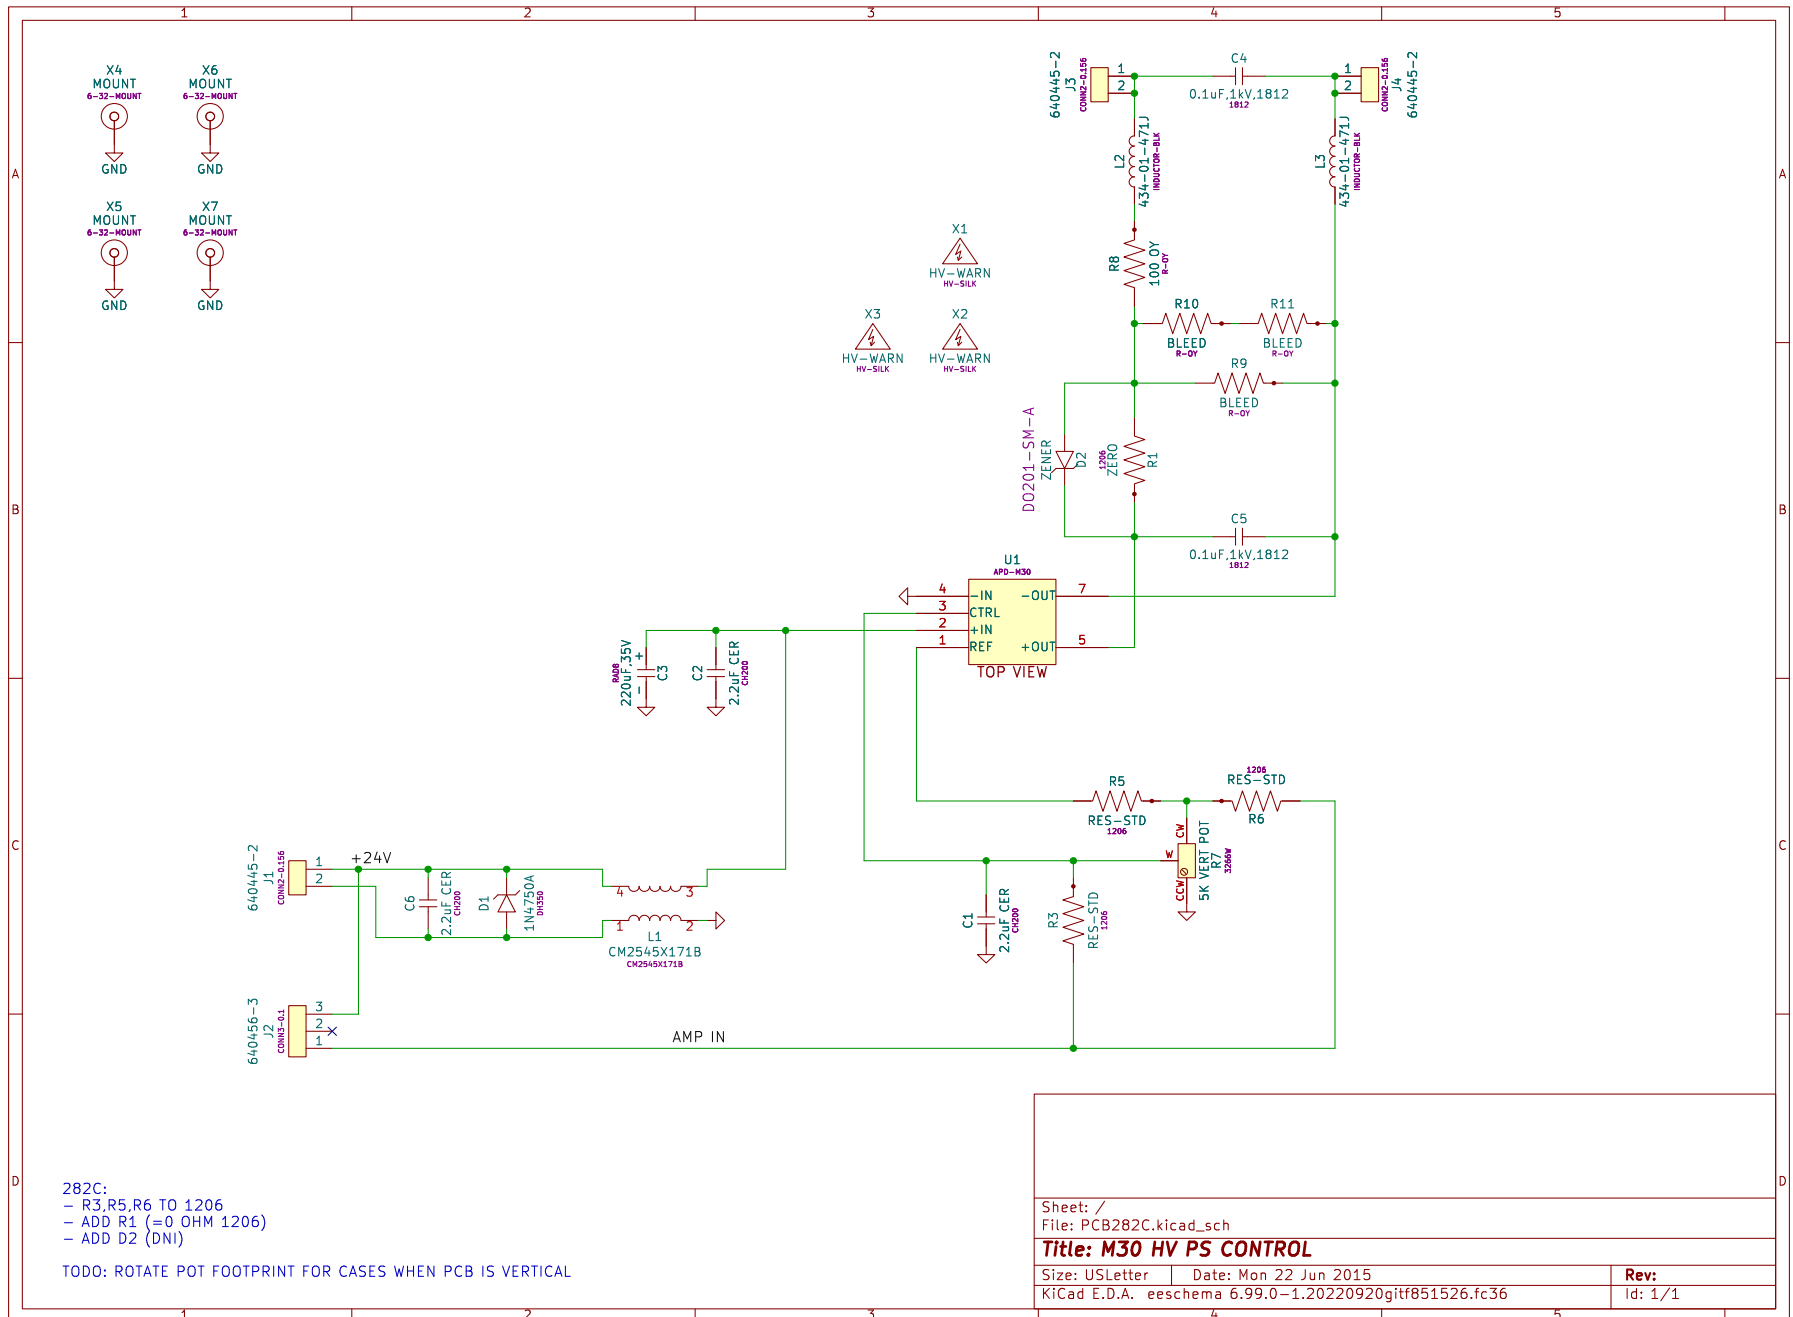 1 2 3 4 5
A
B
C
D
A
B
C
D
X4
MOUNT
6-32-MOUNT
GND
X6
MOUNT
6-32-MOUNT
GND
X5
MOUNT
6-32-MOUNT
GND
X7
MOUNT
6-32-MOUNT
GND
X1
HV-WARN
HV-SILK
X3
HV-WARN
HV-SILK
X2
HV-WARN
HV-SILK
640445-2
J3
CONN2-0.156
1
2
C4
0.1uF,1kV,1812
1812
1
2
CONN2-0.156
J4
640445-2
L2
434-01-471J
INDUCTOR-BLK
L3
434-01-471J
INDUCTOR-BLK
R8
100 OY
R-OY
R10
BLEED
R-OY
R11
BLEED
R-OY
R9
BLEED
R-OY
DO201-SM-A
ZENER
D2
1206
ZERO
R1
C5
0.1uF,1kV,1812
1812
U1
APD-M30
4 -IN
3 CTRL
2 +IN
1 REF
-OUT 7
+OUT 5
TOP VIEW
RAD8
220uF,35V
+
-
C3
C2
2.2uF CER
CH200
R5
RES-STD
1206
1206
RES-STD
R6
CW
W
CCW
5K VERT POT
R7
3266W
C1
2.2uF CER
CH200
R3
RES-STD
1206
640445-2
J1
CONN2-0.156
1
2
+24V
C6
2.2uF CER
CH200
D1
1N4750A
DH35D
4 3
1 2
L1
CM2545X171B
CM2545X171B
640456-3
J2
CONN3-0.1
3
2
1
AMP IN
282C:
- R3,R5,R6 TO 1206
- ADD R1 (=0 OHM 1206)
- ADD D2 (DNI)
TODO: ROTATE POT FOOTPRINT FOR CASES WHEN PCB IS VERTICAL
Sheet: /
File: PCB282C.kicad_sch
Title: M30 HV PS CONTROL
Size: USLetter Date: Mon 22 Jun 2015 Rev:
KiCad E.D.A. eeschema 6.99.0-1.20220920gitf851526.fc36 Id: 1/1
1 2 3 4 5